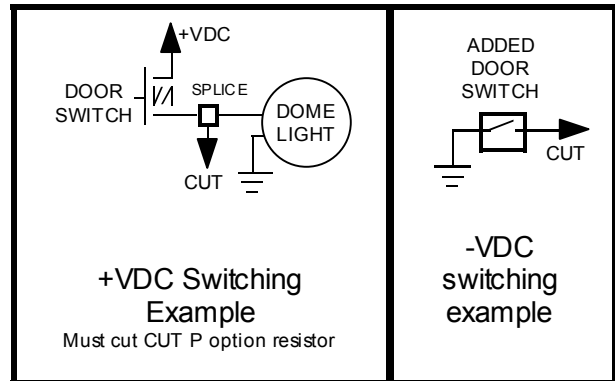 +VDC
DOOR
SWITCH
SPLICE
DOME
LIGHT
CUT
+VDC Switching
Example
Must cut CUT P option resistor
ADDED
DOOR
SWITCH
CUT
-VDC
switching
example